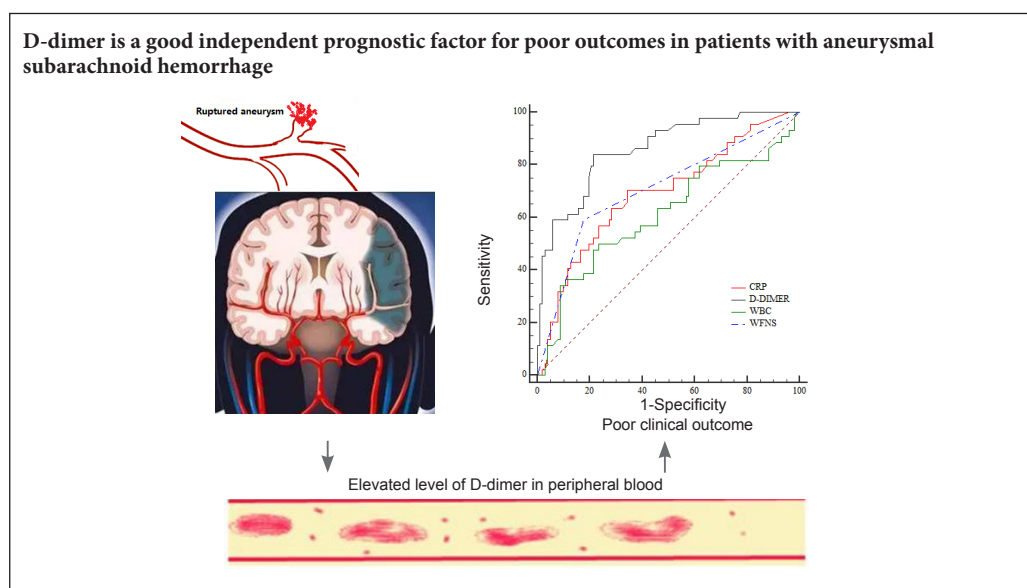 D-dimer is a good independent prognostic factor for poor outcomes in patients with aneurysmal
subarachnoid hemorrhage
Ruptured aneurysm
100
80
60
40
20
0
Sensitivity
CRP
D-DIMER
WBC
WFNS
0 20 40 60 80 100
1-Specificity
Poor clinical outcome
Elevated level of D-dimer in peripheral blood